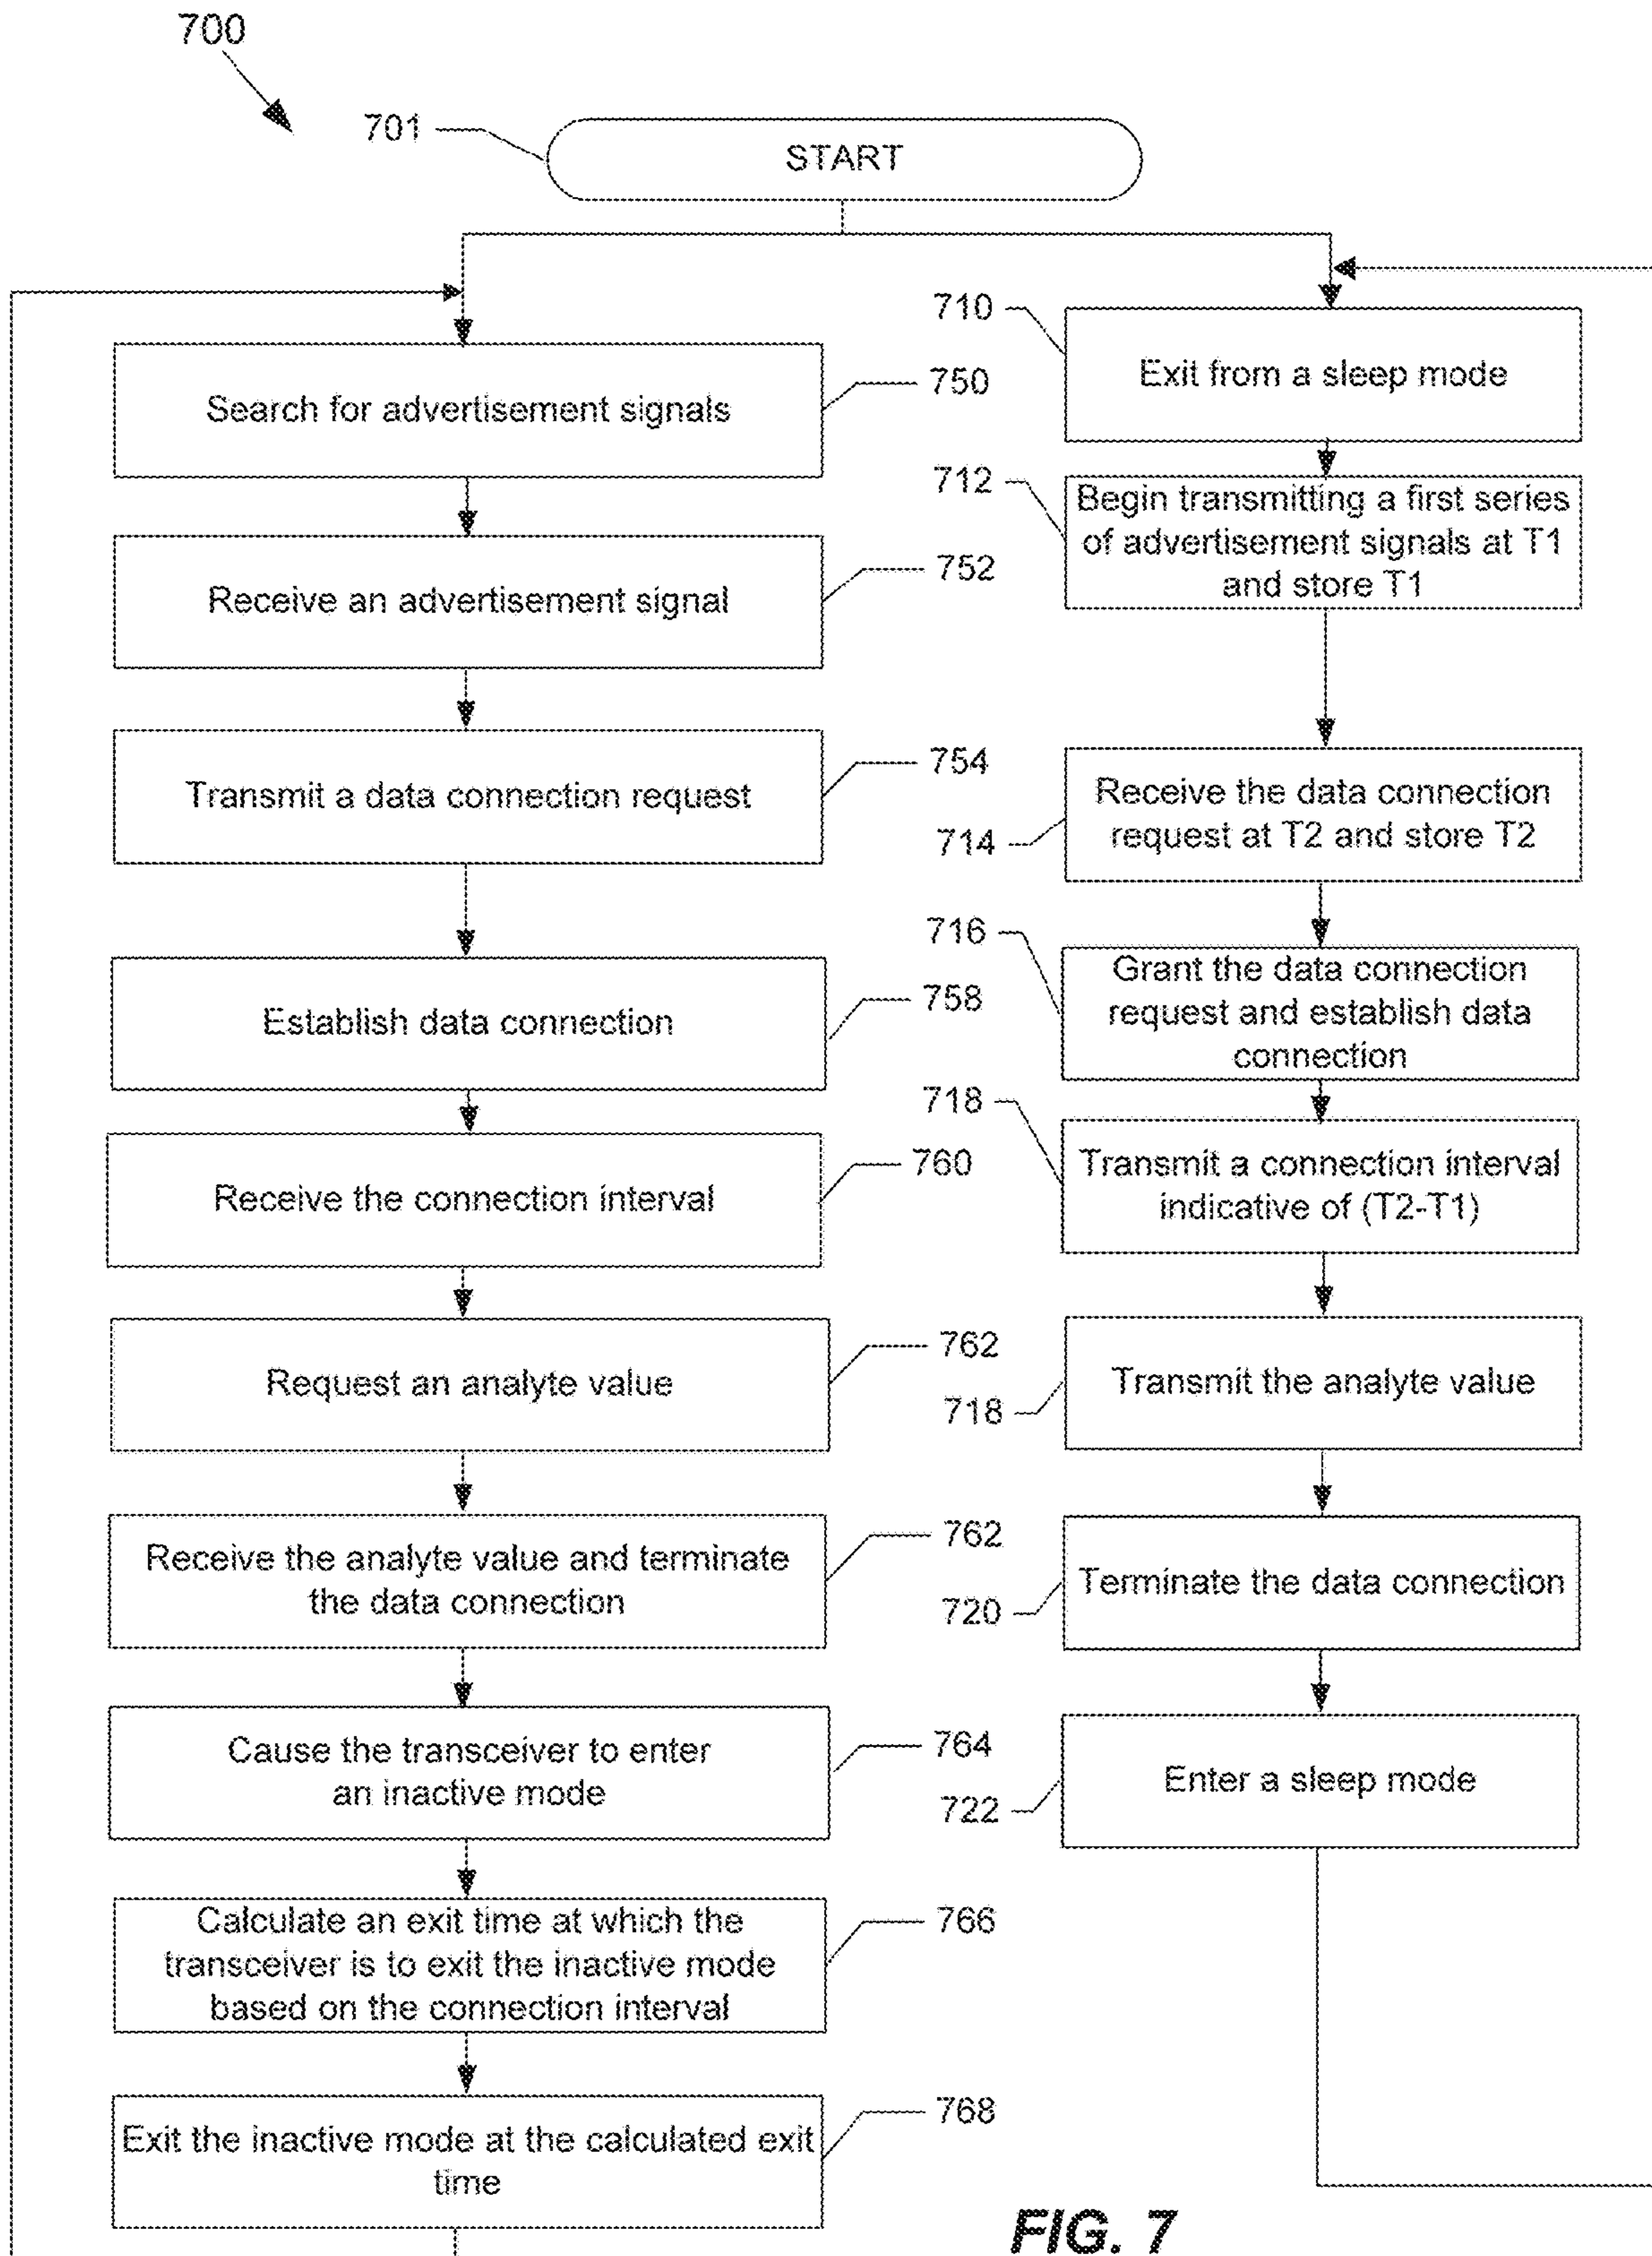 700
701
START
750
Search for advertisement signals
752
Receive an advertisement signal
754
Transmit a data connection request
758
Establish data connection
760
Receive the connection interval
762
Request an analyte value
762
Receive the analyte value and terminate
the data connection
764
Cause the transceiver to enter
an inactive mode
766
Calculate an exit time at which the
transceiver is to exit the inactive mode
based on the connection interval
768
Exit the inactive mode at the calculated exit
time
710
Exit from a sleep mode
712
Begin transmitting a first series
of advertisement signals at T1
and store T1
714
Receive the data connection
request at T2 and store T2
716
Grant the data connection
request and establish data
connection
718
Transmit a connection interval
indicative of (T2-T1)
718
Transmit the analyte value
720
Terminate the data connection
722
Enter a sleep mode
FIG. 7